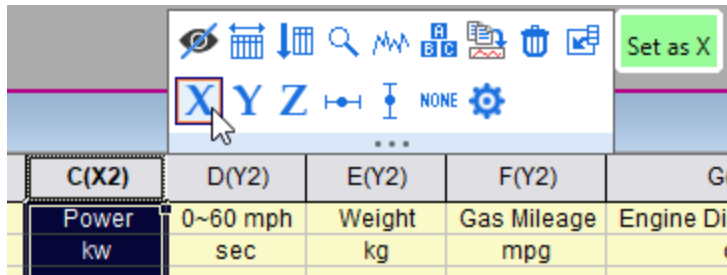 A
B C
Set as X
X Y Z NONE
C(X2) D(Y2) E(Y2) F(Y2) G(
Power 0~60 mph Weight Gas Mileage Engine Di
kw sec kg mpg